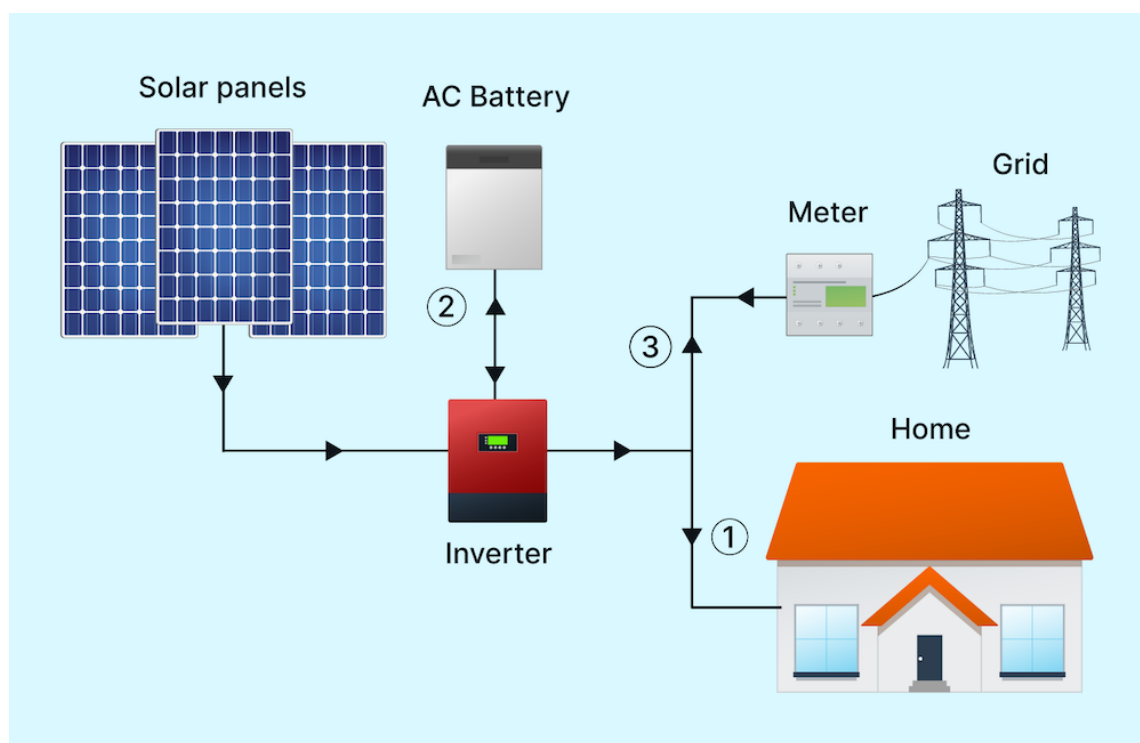 Solar panels
AC Battery
Grid
Meter
2
3
Home
1
Inverter